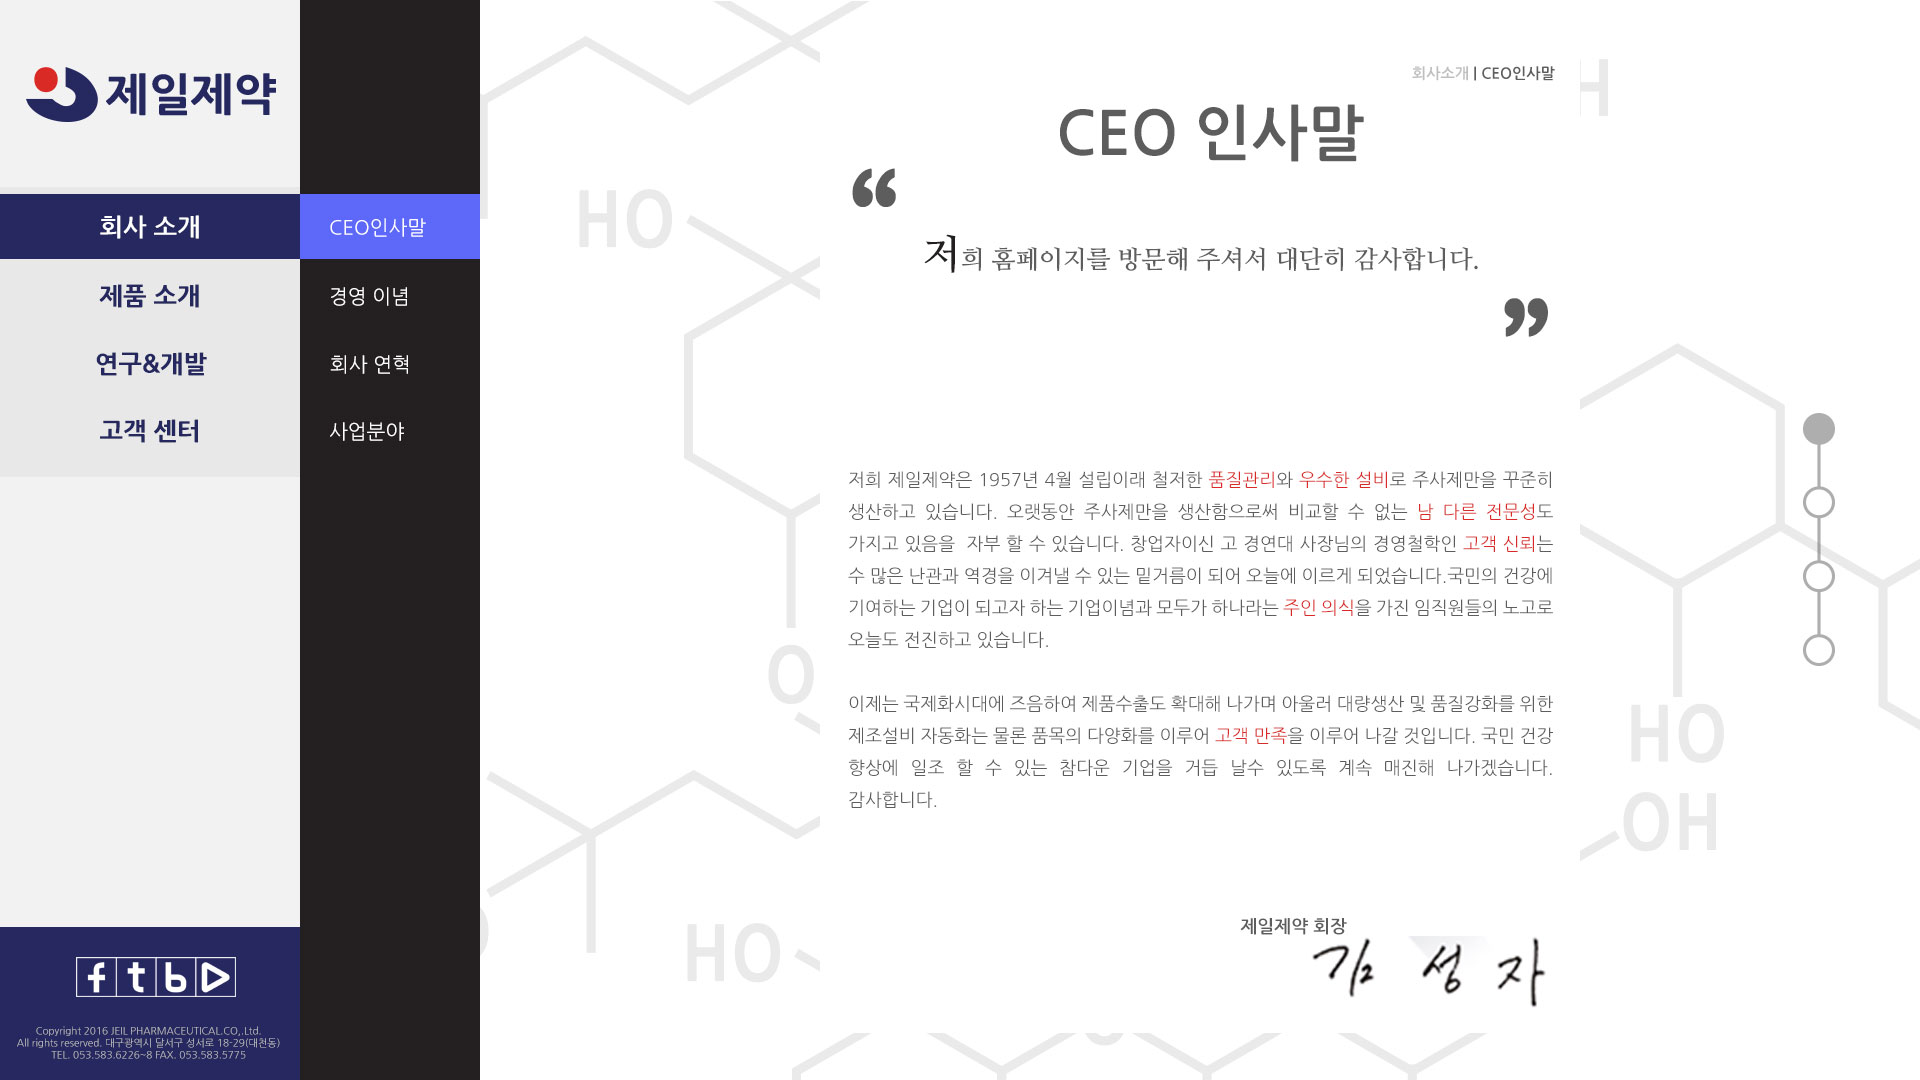 제일제약
회사 소개
제품 소개
연구&개발
고객 센터
CEO인사말
경영 이념
회사 연혁
사업분야
회사소개 | CEO인사말
CEO 인사말
“
저희 홈페이지를 방문해 주셔서 대단히 감사합니다.
”
저희 제일제약은 1957년 4월 설립이래 철저한 품질관리와 우수한 설비로 주사제만을 꾸준히
생산하고 있습니다. 오랫동안 주사제만을 생산함으로써 비교할 수 없는 남 다른 전문성도
가지고 있음을 자부 할 수 있습니다. 창업자이신 고 경연대 사장님의 경영철학인 고객 신뢰는
수 많은 난관과 역경을 이겨낼 수 있는 밑거름이 되어 오늘에 이르게 되었습니다.국민의 건강에
기여하는 기업이 되고자 하는 기업이념과 모두가 하나라는 주인 의식을 가진 임직원들의 노고로
오늘도 전진하고 있습니다.
이제는 국제화시대에 즈음하여 제품수출도 확대해 나가며 아울러 대량생산 및 품질강화를 위한
제조설비 자동화는 물론 품목의 다양화를 이루어 고객 만족을 이루어 나갈 것입니다. 국민 건강
향상에 일조 할 수 있는 참다운 기업을 거듭 날수 있도록 계속 매진해 나가겠습니다.
감사합니다.
제일제약 회장
김 성 자
HO
O
HO
H
HO
OH
f t b
Copyright 2016 JEIL PHARMACEUTICAL.CO,.Ltd.
All rights reserved. 대구광역시 달서구 성서로 18-29(대천동)
TEL. 053.583.6226~8 FAX. 053.583.5775